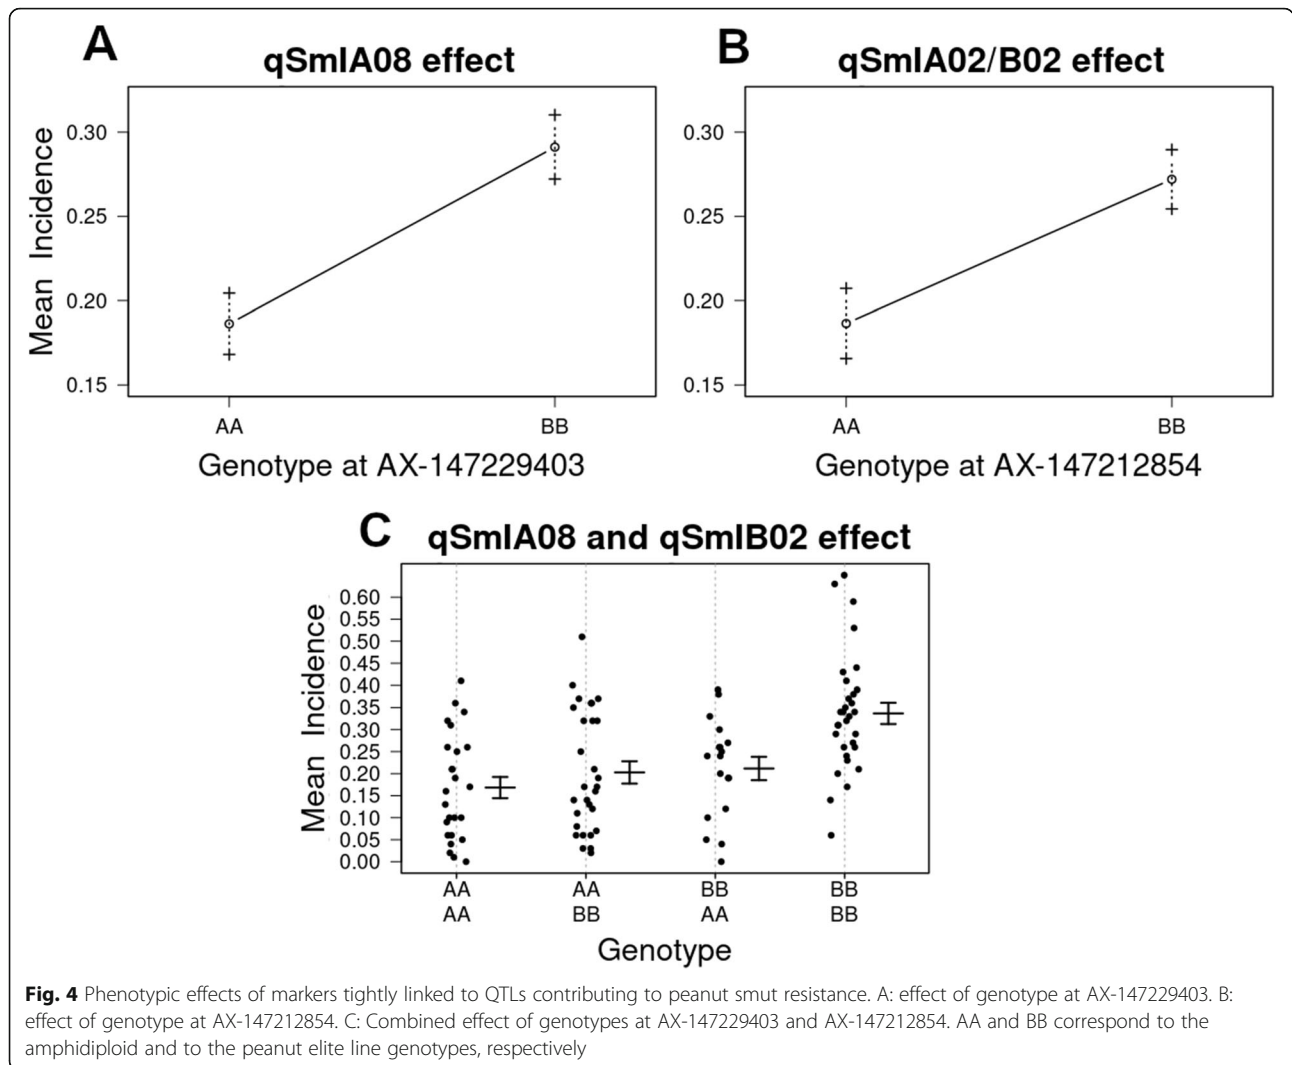 A
qSmIA08 effect
Mean Incidence
0.30
0.25
0.20
0.15
AA
BB
Genotype at AX-147229403
B
qSmIA02/B02 effect
0.30
0.25
0.20
0.15
AA
BB
Genotype at AX-147212854
C
qSmIA08 and qSmIB02 effect
Mean Incidence
0.60
0.55
0.50
0.45
0.40
0.35
0.30
0.25
0.20
0.15
0.10
0.05
0.00
AA AA BB BB
AA BB AA BB
Genotype
Fig. 4 Phenotypic effects of markers tightly linked to QTLs contributing to peanut smut resistance. A: effect of genotype at AX-147229403. B:
effect of genotype at AX-147212854. C: Combined effect of genotypes at AX-147229403 and AX-147212854. AA and BB correspond to the
amphidiploid and to the peanut elite line genotypes, respectively